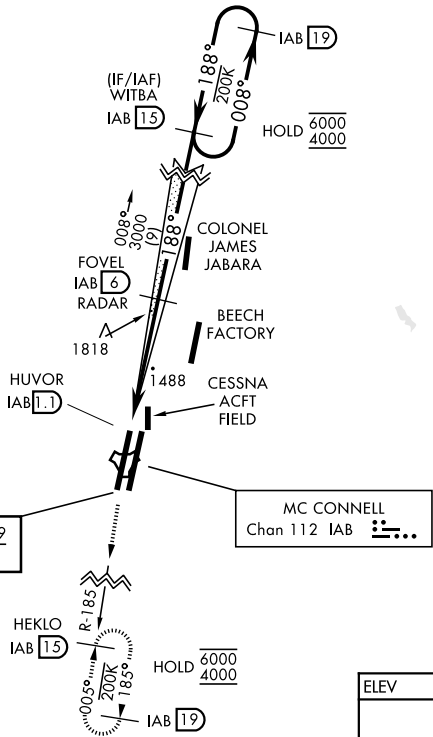 IAB 19
188°
200K
008°
(IF/IAF)
WITBA
IAB 15
HOLD 6000
4000
008°
3000
(9)
188°
COLONEL
JAMES
JABARA
FOVEL
IAB 6
RADAR
1818
BEECH
FACTORY
1488
HUVOR
IAB 1.1
CESSNA
ACFT
FIELD
9
MC CONNELL
Chan 112 IAB
R-185
HEKLO
IAB 15
005°
200K
185°
HOLD 6000
4000
IAB 19
ELEV